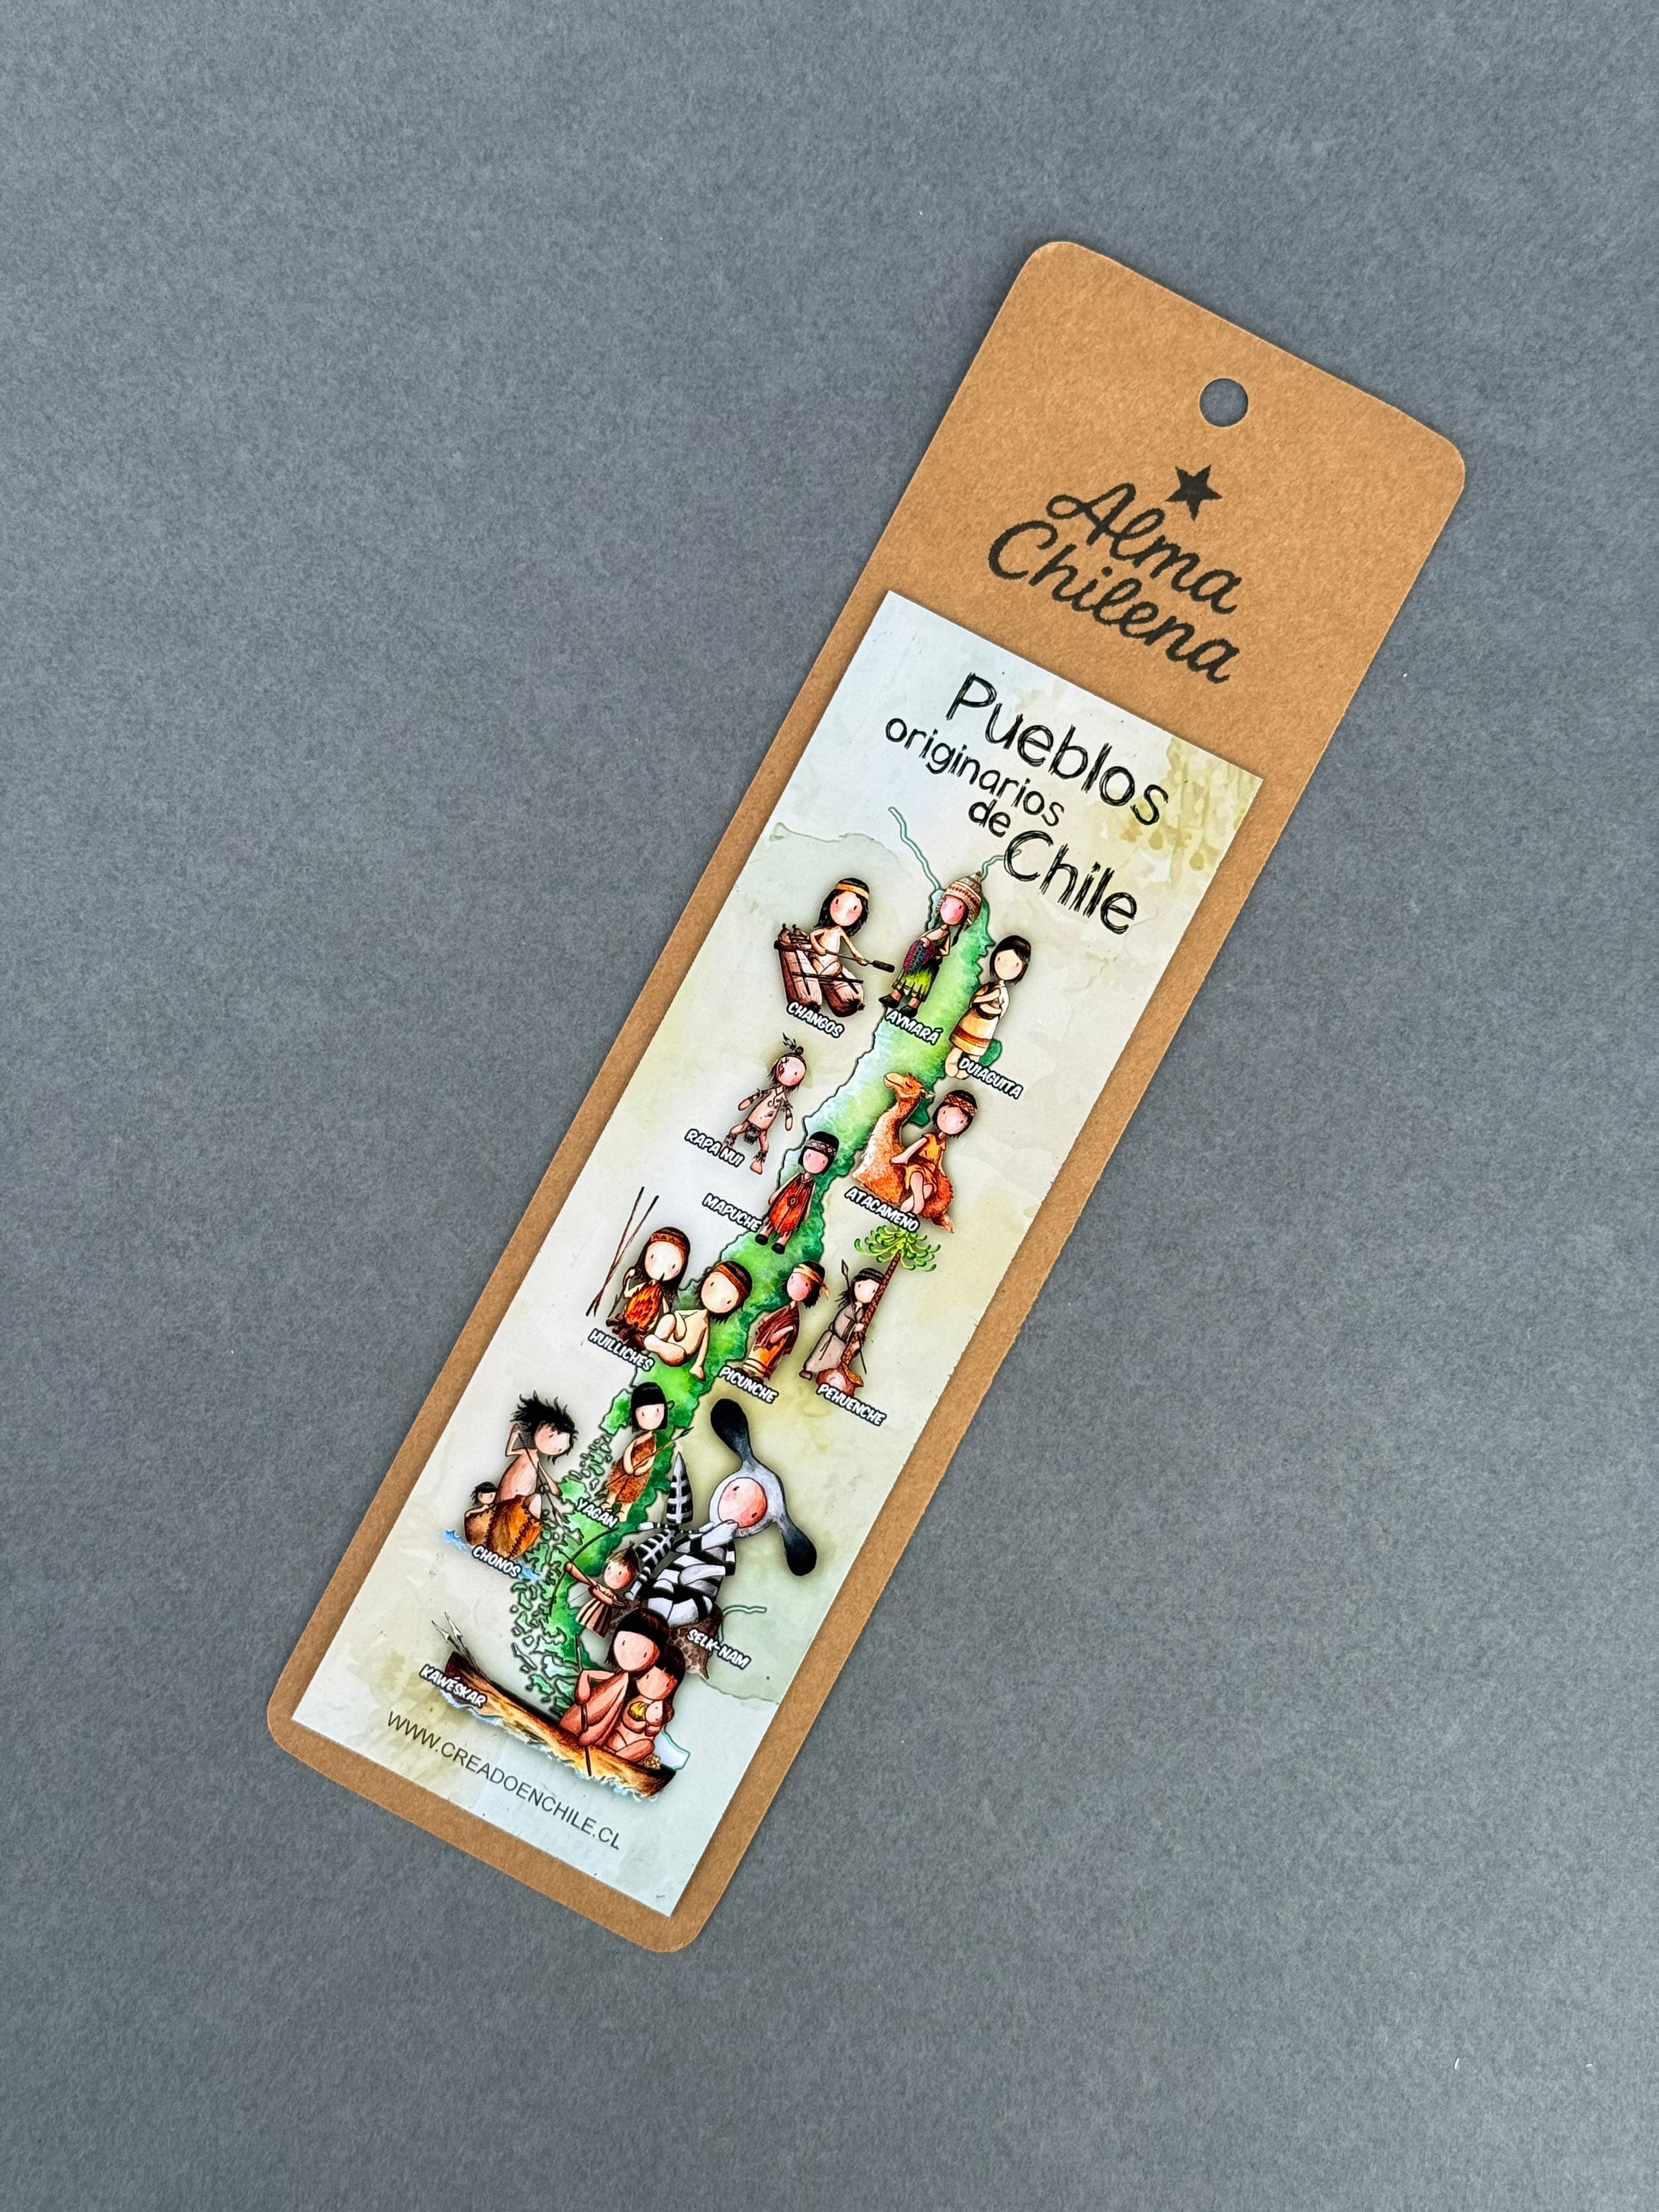 Alma
Chilena
Pueblos
originarios
de Chile
CHANGOS
AYMARÁ
DUIAGUITA
RAPA NUI
ATACAMEÑO
MAPUCHE
HUILLICHES
PICUNCHE
PEHUENCHE
YAGÁN
CHONOS
SELK-NAM
KAWÉSKAR
WWW.CREADOENCHILE.CL